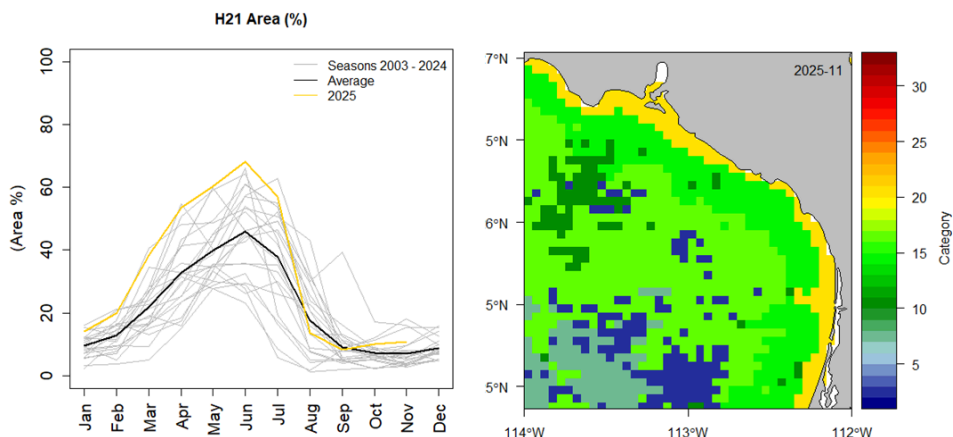 H21 Area (%)
(Area %)
100
80
60
40
20
0
Jan
Feb
Mar
Apr
May
Jun
Jul
Aug
Sep
Oct
Nov
Dec
Seasons 2003 - 2024
Average
2025
7°N
5°N
6°N
5°N
5°N
114°W
113°W
112°W
2025-11
30
25
20
15
10
5
Category